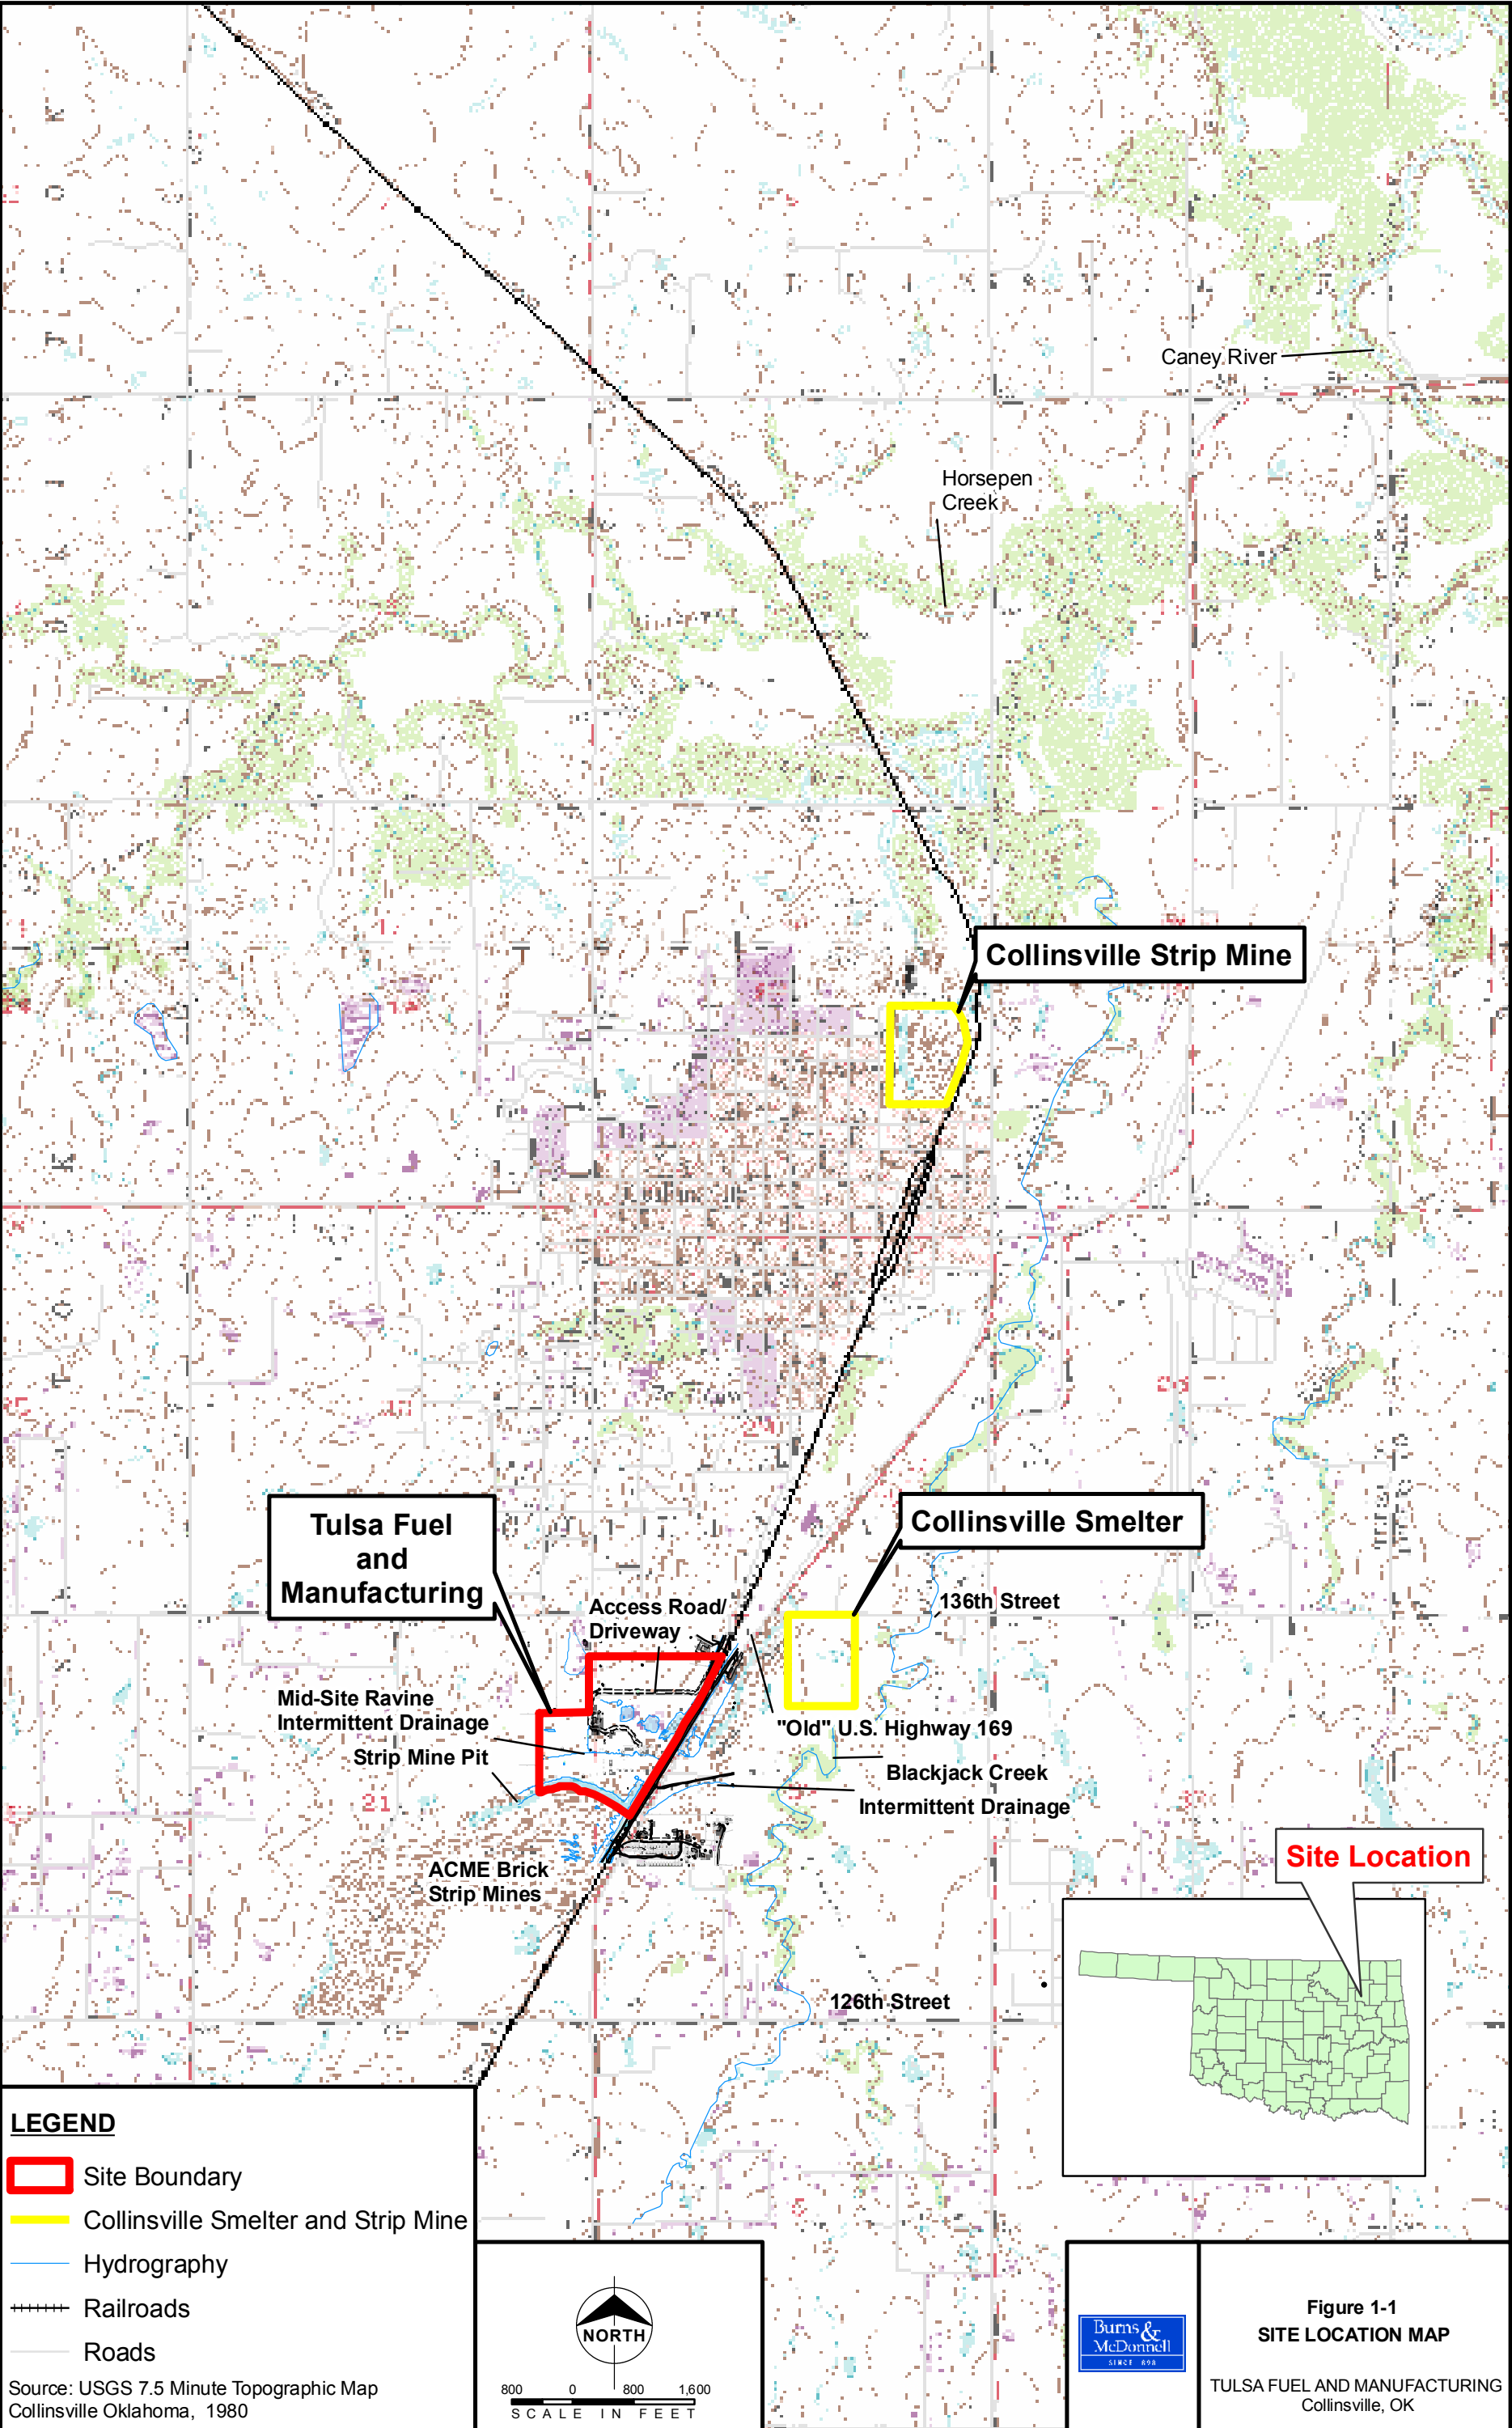 Caney River
Horsepen
Creek
Collinsville Strip Mine
Tulsa Fuel
and
Manufacturing
Collinsville Smelter
Access Road/
Driveway
136th Street
Mid-Site Ravine
Intermittent Drainage
Strip Mine Pit
"Old" U.S. Highway 169
Blackjack Creek
Intermittent Drainage
21
ACME Brick
Strip Mines
Site Location
126th Street
LEGEND
Site Boundary
Collinsville Smelter and Strip Mine
Hydrography
Railroads
Roads
Source: USGS 7.5 Minute Topographic Map
Collinsville Oklahoma, 1980
NORTH
800 0 800 1,600
SCALE IN FEET
Burns &
McDonnell
Figure 1-1
SITE LOCATION MAP
TULSA FUEL AND MANUFACTURING
Collinsville, OK